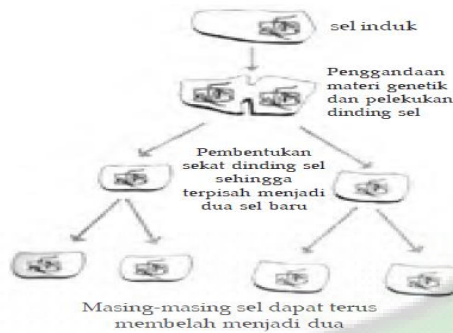 sel induk
Penggandaan
materi genetik
dan pelekukan
dinding sel
Pembentukan
sekat dinding sel
sehingga
terpisah menjadi
dua sel baru
Masing-masing sel dapat terus
membelah menjadi dua